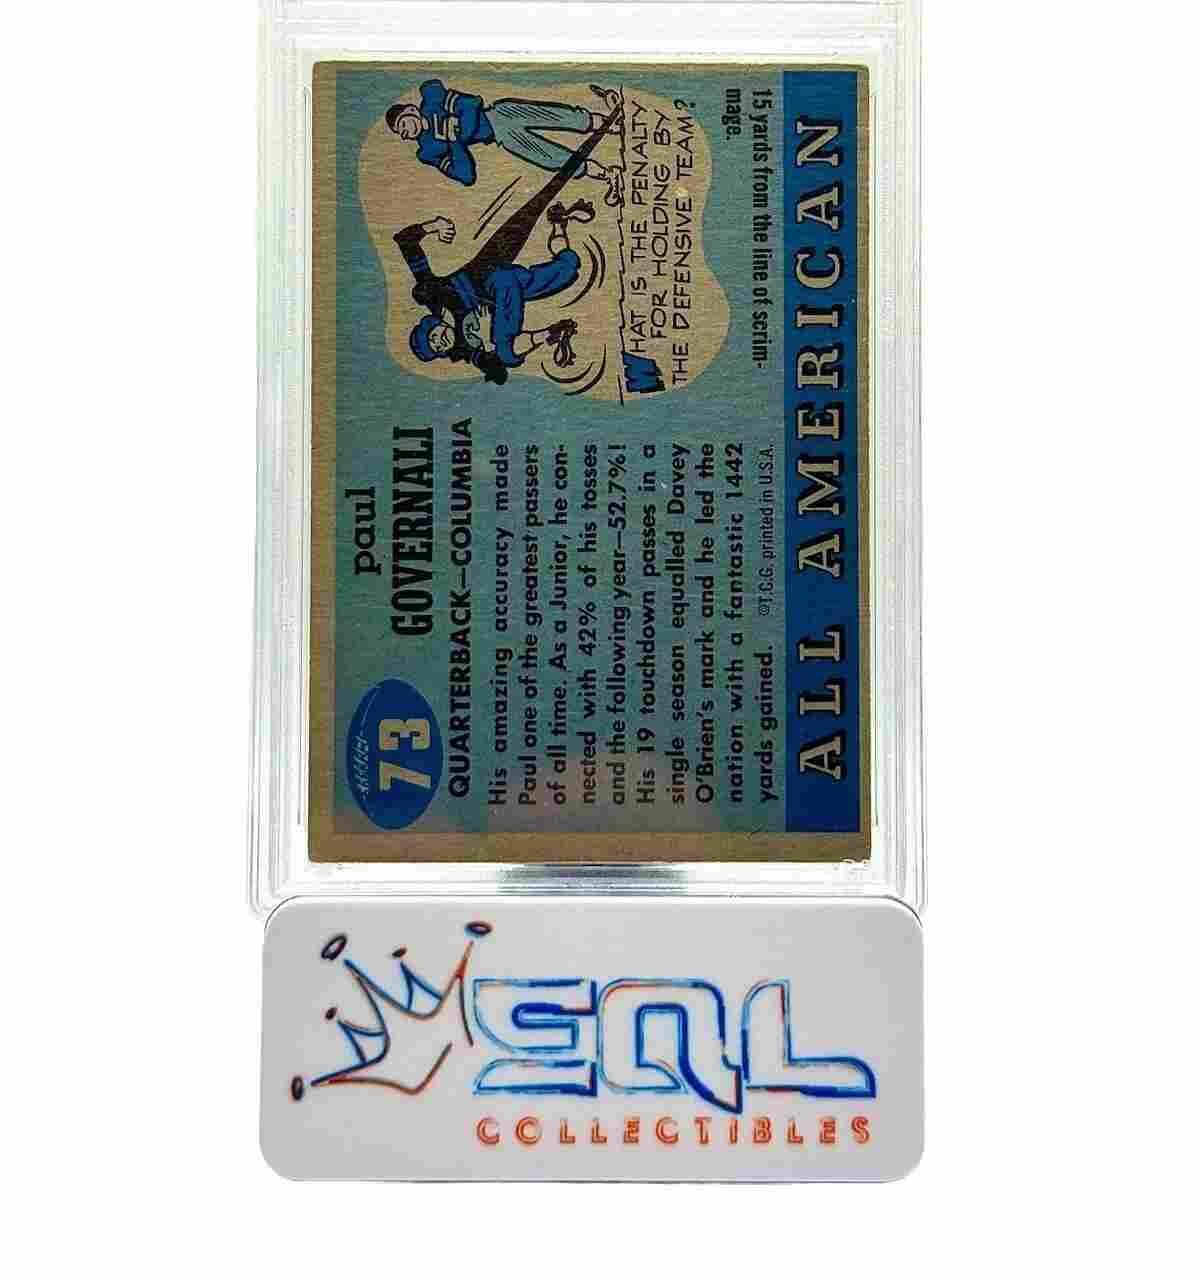 73
paul
GOVERNALI
QUARTERBACK—COLUMBIA
His amazing accuracy made
Paul one of the greatest passers
of all time. As a Junior, he con-
nected with 42% of his tosses
and the following year—52.7%!
His 19 touchdown passes in a
single season equalled Davey
O'Brien's mark and he led the
nation with a fantastic 1442
yards gained.
©T.C.G. printed in U.S.A.
WHAT IS THE PENALTY
FOR HOLDING BY
THE DEFENSIVE TEAM?
15 yards from the line of scrim-
mage.
ALL AMERICAN
EQL
COLLECTIBLES